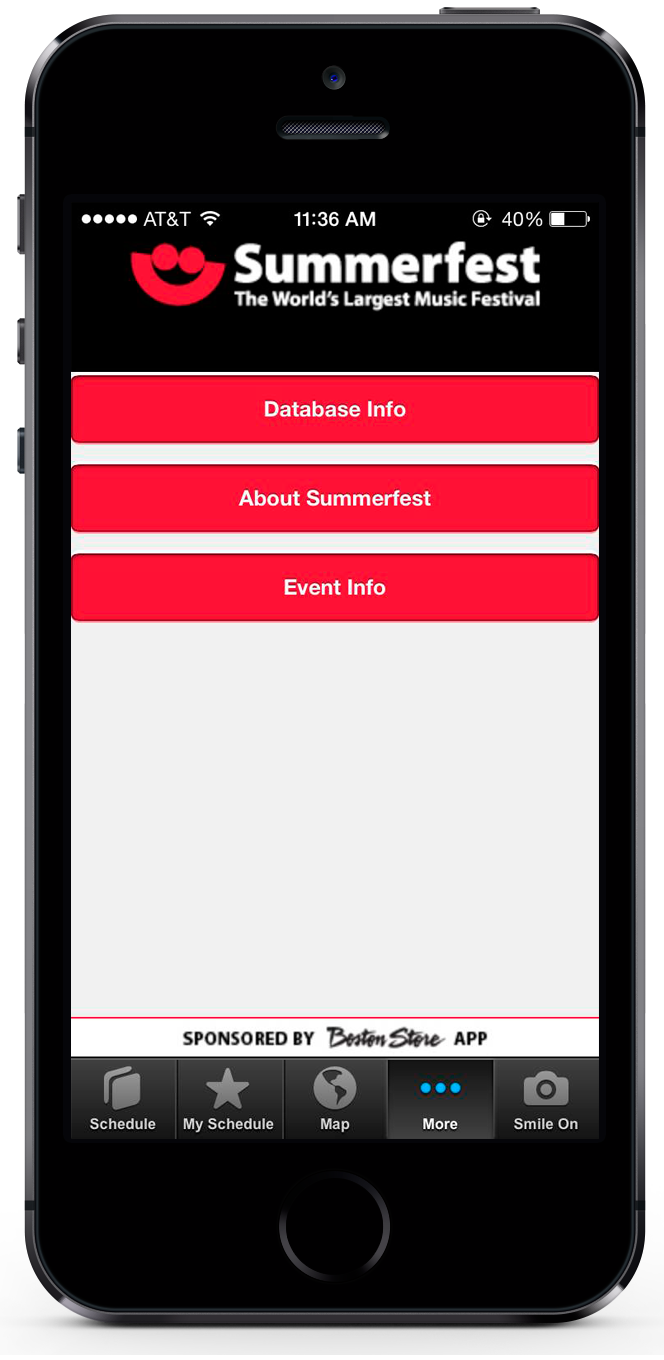 AT&T 11:36 AM 40%
Summerfest
The World's Largest Music Festival
Database Info
About Summerfest
Event Info
SPONSORED BY Boston Store APP
Schedule My Schedule Map More Smile On